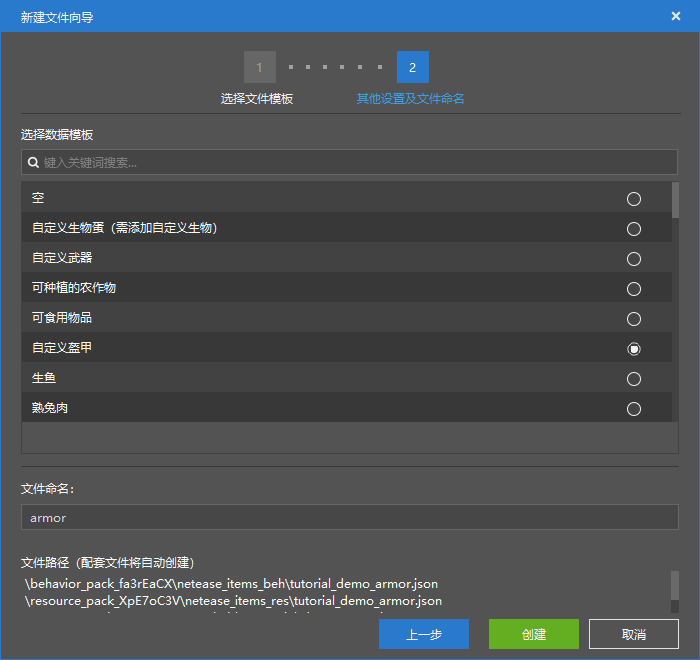 新建文件向导
1
2
选择文件模板
其他设置及文件命名
选择数据模板
键入关键词搜索...
空
自定义生物蛋（需添加自定义生物）
自定义武器
可种植的农作物
可食用物品
自定义盔甲
生鱼
熟兔肉
文件命名：
armor
文件路径（配套文件将自动创建）
\behavior_pack_fa3rEaCX\netease_items_beh\tutorial_demo_armor.json
\resource_pack_XpE7oC3V\netease_items_res\tutorial_demo_armor.json
上一步
创建
取消